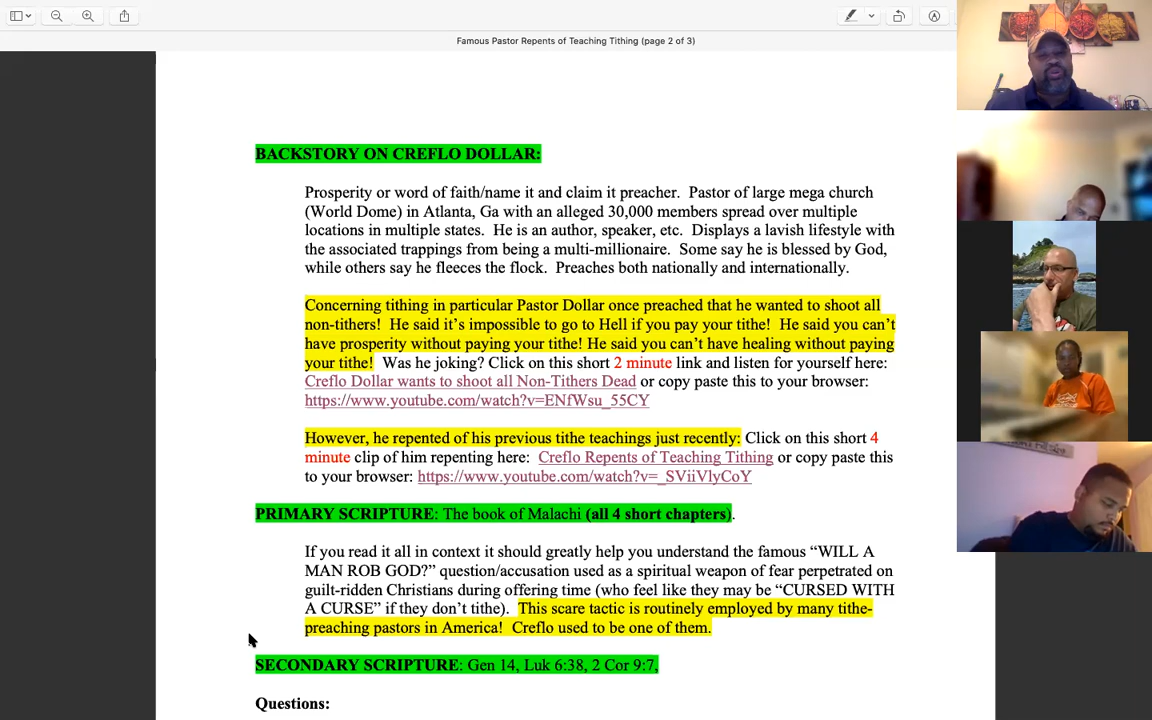 Famous Pastor Repents of Teaching Tithing (page 2 of 3)
BACKSTORY ON CREFLO DOLLAR:
Prosperity or word of faith/name it and claim it preacher. Pastor of large mega church
(World Dome) in Atlanta, Ga with an alleged 30,000 members spread over multiple
locations in multiple states. He is an author, speaker, etc. Displays a lavish lifestyle with
the associated trappings from being a multi-millionaire. Some say he is blessed by God,
while others say he fleeces the flock. Preaches both nationally and internationally.
Concerning tithing in particular Pastor Dollar once preached that he wanted to shoot all
non-tithers! He said it’s impossible to go to Hell if you pay your tithe! He said you can’t
have prosperity without paying your tithe! He said you can’t have healing without paying
your tithe! Was he joking? Click on this short 2 minute link and listen for yourself here:
Creflo Dollar wants to shoot all Non-Tithers Dead or copy paste this to your browser:
https://www.youtube.com/watch?v=ENfWsu_55CY
However, he repented of his previous tithe teachings just recently: Click on this short 4
minute clip of him repenting here: Creflo Repents of Teaching Tithing or copy paste this
to your browser: https://www.youtube.com/watch?v=_SViiVlyCoY
PRIMARY SCRIPTURE: The book of Malachi (all 4 short chapters).
If you read it all in context it should greatly help you understand the famous “WILL A
MAN ROB GOD?” question/accusation used as a spiritual weapon of fear perpetrated on
guilt-ridden Christians during offering time (who feel like they may be “CURSED WITH
A CURSE” if they don’t tithe). This scare tactic is routinely employed by many tithe-
preaching pastors in America! Creflo used to be one of them.
SECONDARY SCRIPTURE: Gen 14, Luk 6:38, 2 Cor 9:7,
Questions: